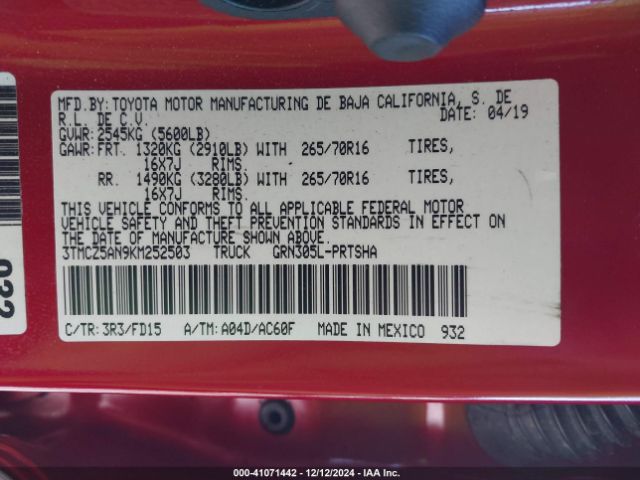 MFD.BY: TOYOTA MOTOR MANUFACTURING DE BAJA CALIFORNIA, S. DE
R.L. DE C.V. DATE: 04/19
GVWR: 2545KG (5600LB)
GAWR: FRT. 1320KG (2910LB) WITH 265/70R16 TIRES,
16X7J RIMS.
RR. 1490KG (3280LB) WITH 265/70R16 TIRES,
16X7J RIMS.
THIS VEHICLE CONFORMS TO ALL APPLICABLE FEDERAL MOTOR
VEHICLE SAFETY AND THEFT PREVENTION STANDARDS IN EFFECT ON
THE DATE OF MANUFACTURE SHOWN ABOVE.
3TMCZ5AN9KM252503 TRUCK GRN305L-PRTSHA
C/TR: 3R3/FD15 A/TM: A04D/AC60F MADE IN MEXICO 932
932
000-41071442 - 12/12/2024 - IAA Inc.